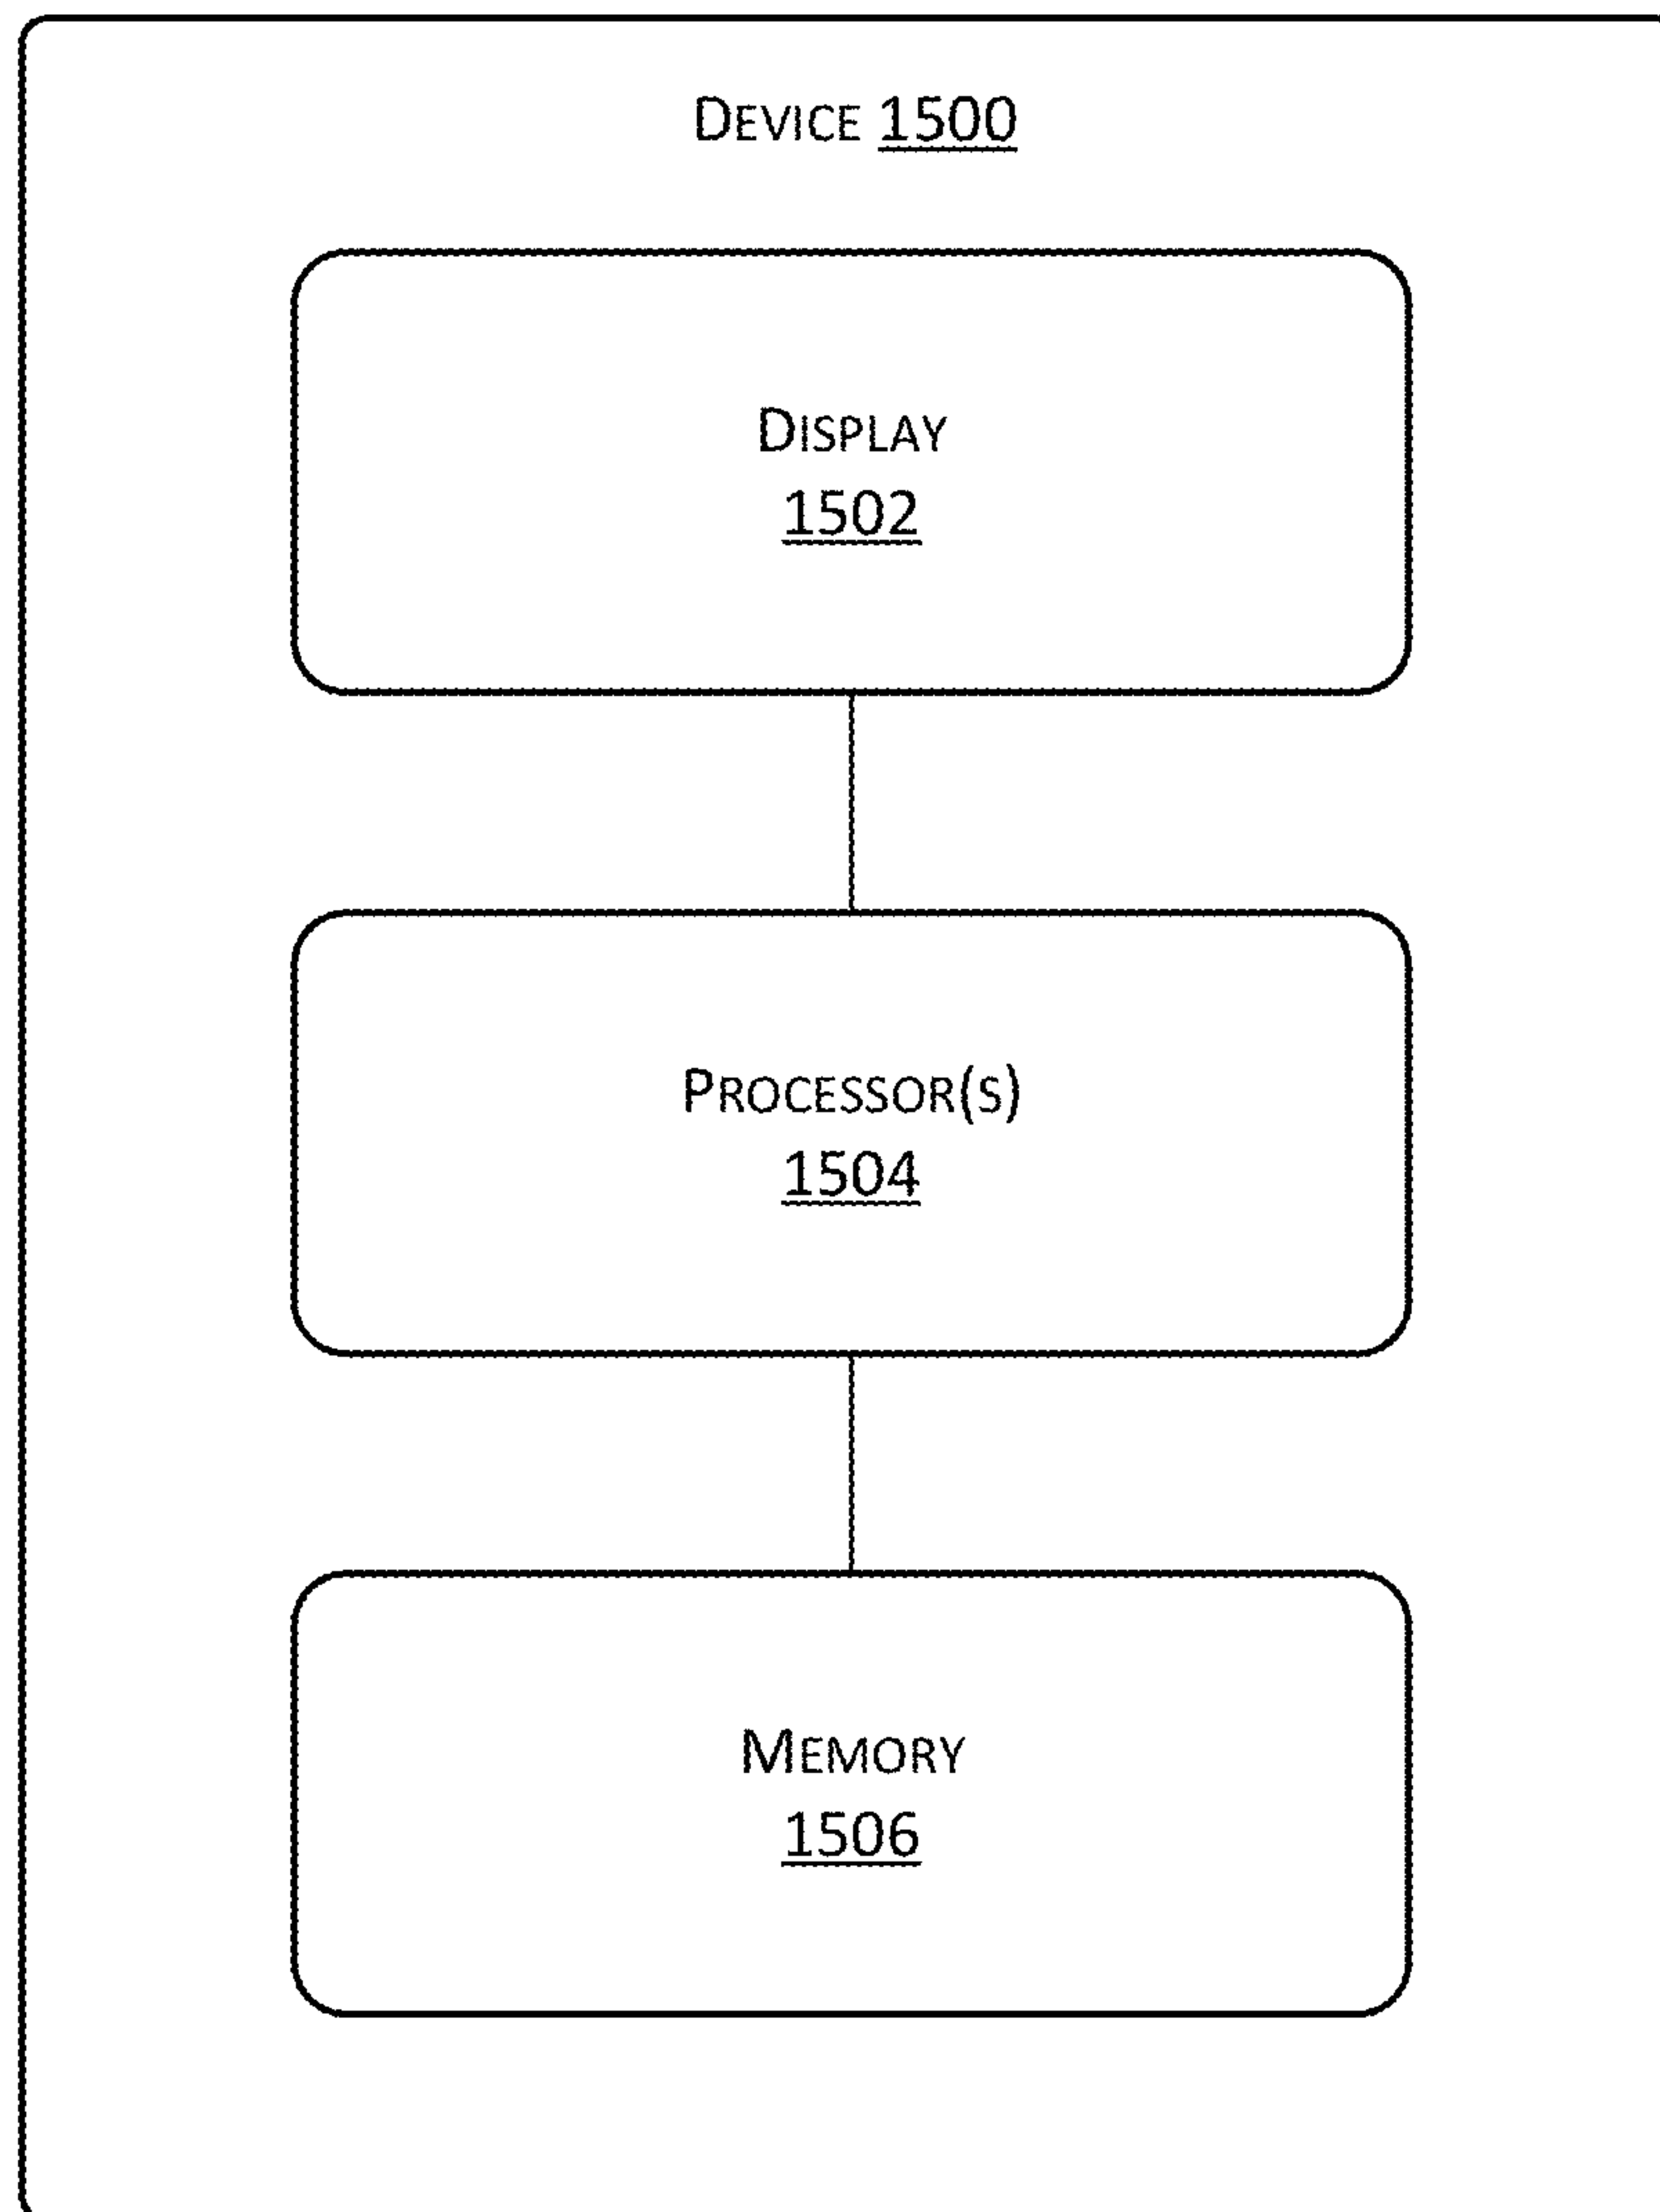 DEVICE 1500
DISPLAY
1502
PROCESSOR(S)
1504
MEMORY
1506